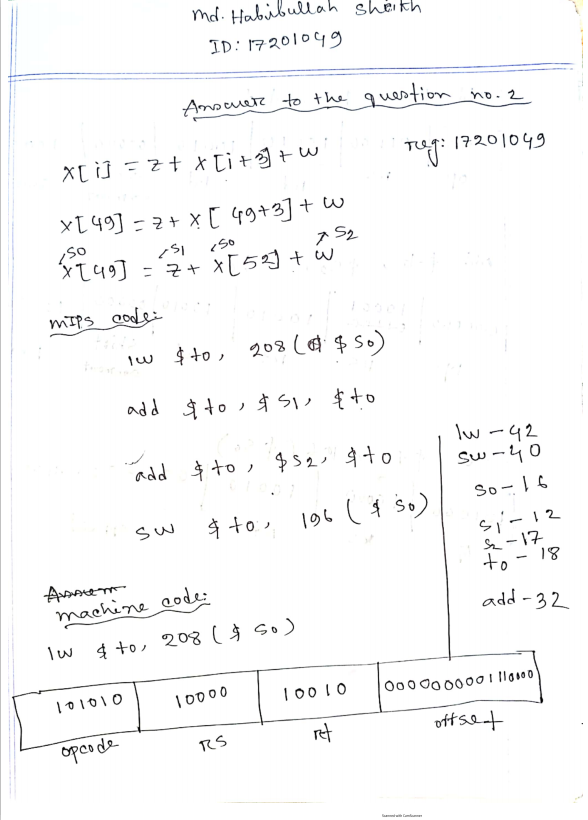 Md. Habibullah Sheikh
ID: 17201049
Answer to the question no. 2
reg: 17201049
x[i] = z + x[i+3] + w
x[49] = z + x[49+3] + w
s0 s1 s0 s2
x[49] = z + x[52] + w
MIPs code:
lw $t0, 208($s0)
add $t0, $s1, $t0
add $t0, $s2, $t0
sw $t0, 196($s0)
lw - 42
sw - 40
s0 - 16
s1 - 12
s2 - 17
t0 - 18
add - 32
machine code:
lw $t0, 208($s0)
101010 10000 10010
opcode rs rt offset
Scanned with CamScanner